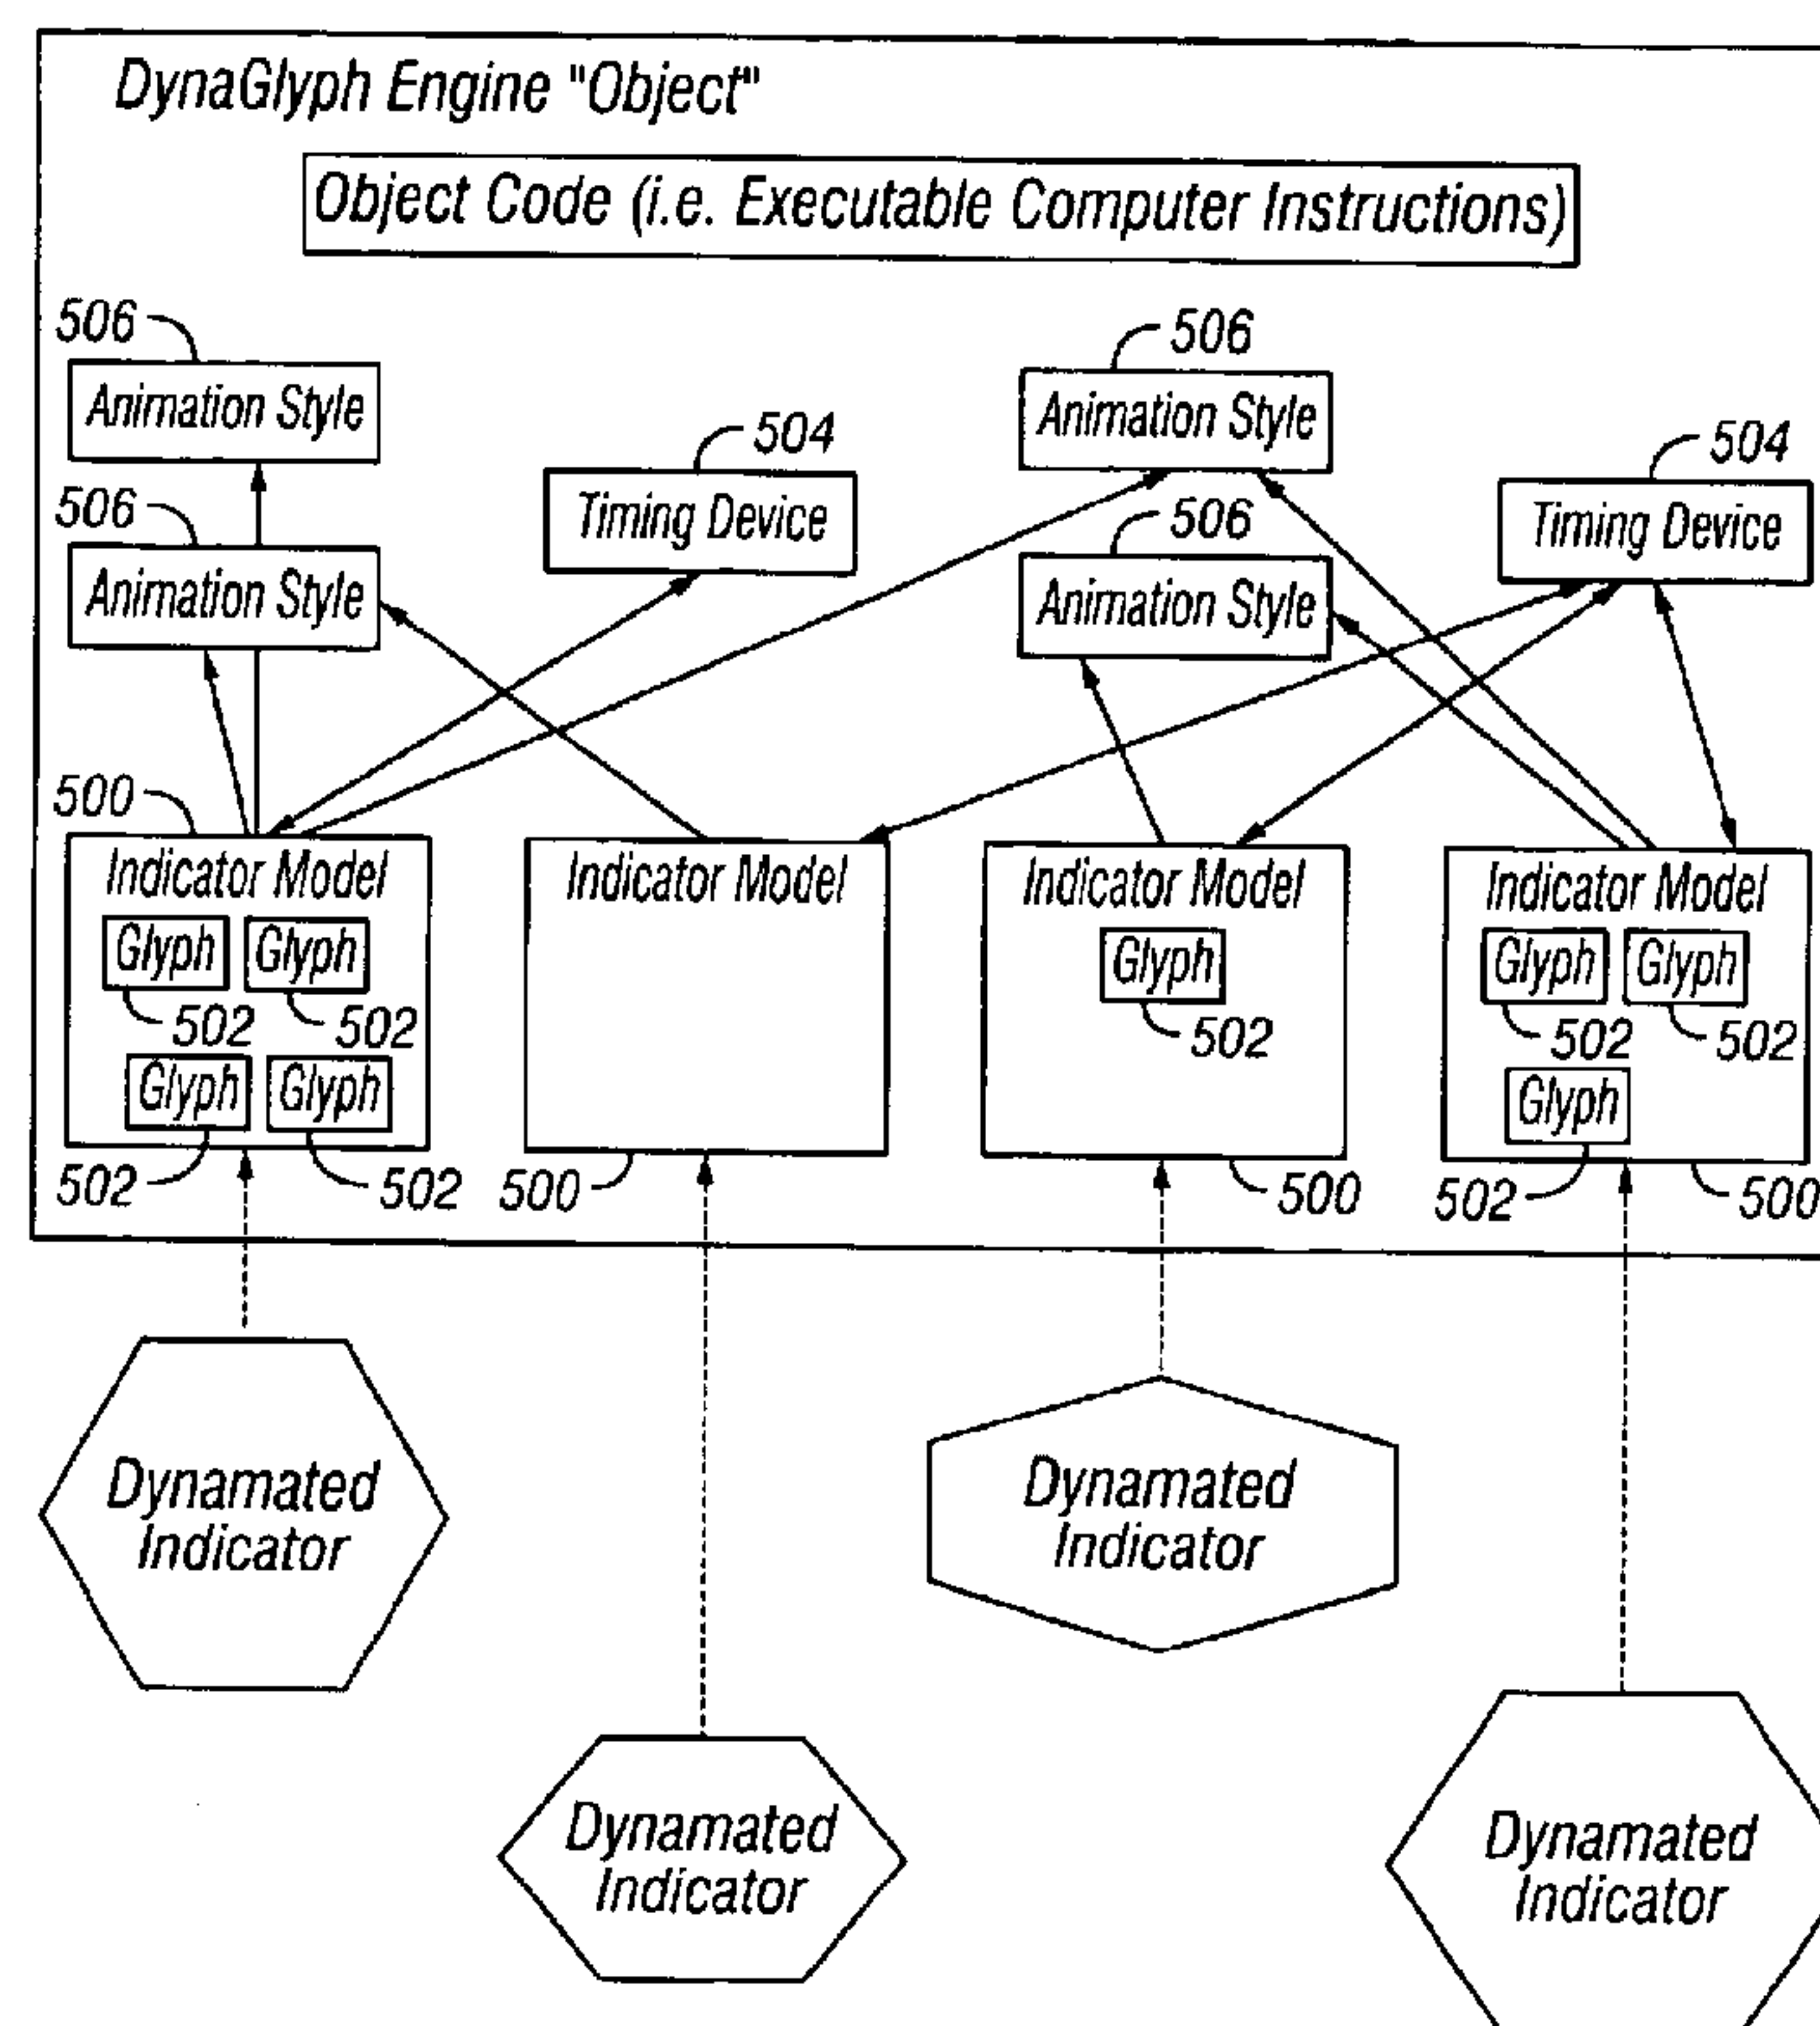 DynaGlyph Engine "Object"
Object Code (i.e. Executable Computer Instructions)
506
Animation Style
506
Animation Style
504
Timing Device
506
Animation Style
506
Animation Style
504
Timing Device
500
Indicator Model
Glyph
Glyph
502
502
Glyph
Glyph
502
502
Indicator Model
500
Indicator Model
Glyph
502
500
Indicator Model
Glyph
Glyph
502
502
Glyph
502
500
Dynamated
Indicator
Dynamated
Indicator
Dynamated
Indicator
Dynamated
Indicator